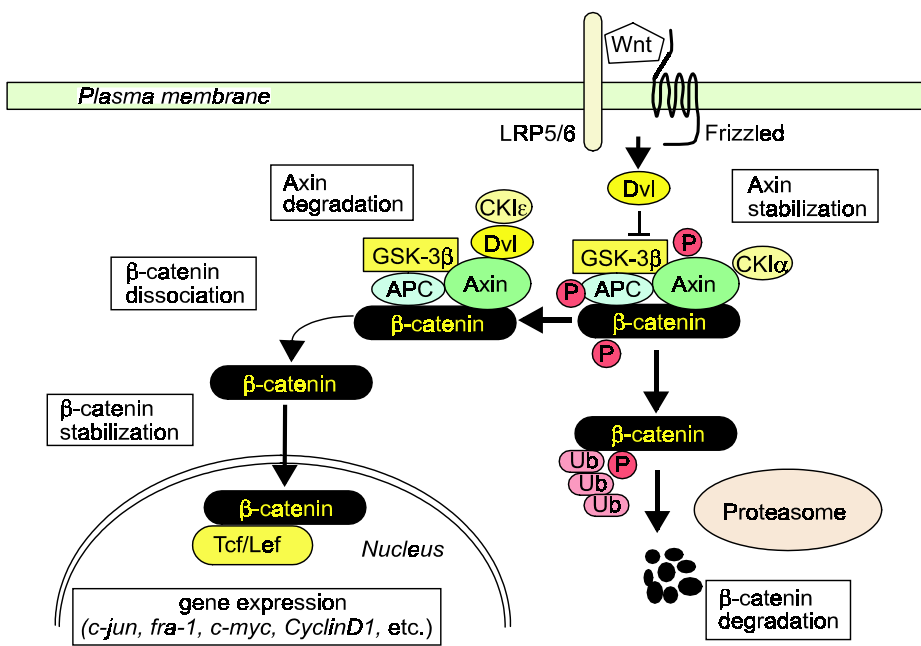 Wnt
Plasma membrane
LRP5/6
Frizzled
Axin
degradation
CKIε
Dvl
Axin
stabilization
Dvl
GSK-3β
APC
Axin
β-catenin
P
GSK-3β
CKIα
P
APC
Axin
β-catenin
P
β-catenin
dissociation
β-catenin
β-catenin
stabilization
β-catenin
Ub
P
Ub
Ub
Proteasome
β-catenin
Tcf/Lef
Nucleus
gene expression
(c-jun, fra-1, c-myc, CyclinD1, etc.)
β-catenin
degradation